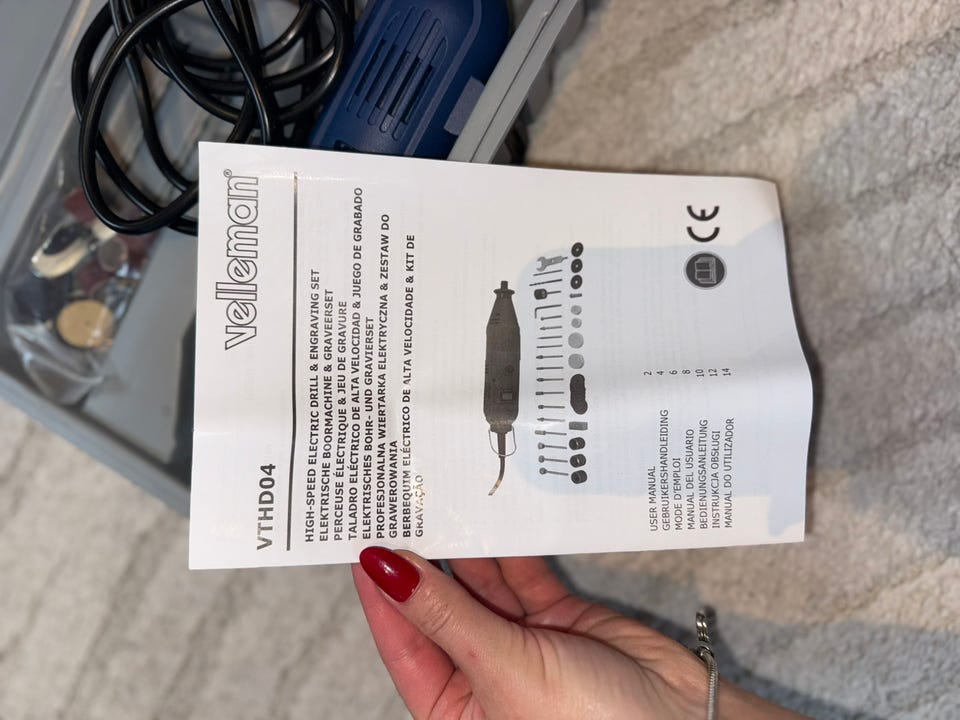 VTHD04
Velleman®
HIGH-SPEED ELECTRIC DRILL & ENGRAVING SET
ELEKTRISCHE BOORMACHINE & GRAVEERSET
PERCEUSE ÉLECTRIQUE & JEU DE GRAVURE
TALADRO ELÉCTRICO DE ALTA VELOCIDAD & JUEGO DE GRABADO
ELEKTRISCHES BOHR- UND GRAVIERSET
PROFESJONALNA WIERTARKA ELEKTRYCZNA & ZESTAW DO
GRAWEROWANIA
BERBEQUIM ELÉCTRICO DE ALTA VELOCIDADE & KIT DE
GRAVAÇÃO
USER MANUAL 2
GEBRUIKERSHANDLEIDING 4
MODE D'EMPLOI 6
MANUAL DEL USUARIO 8
BEDIENUNGSANLEITUNG 10
INSTRUKCJA OBSŁUGI 12
MANUAL DO UTILIZADOR 14
CE